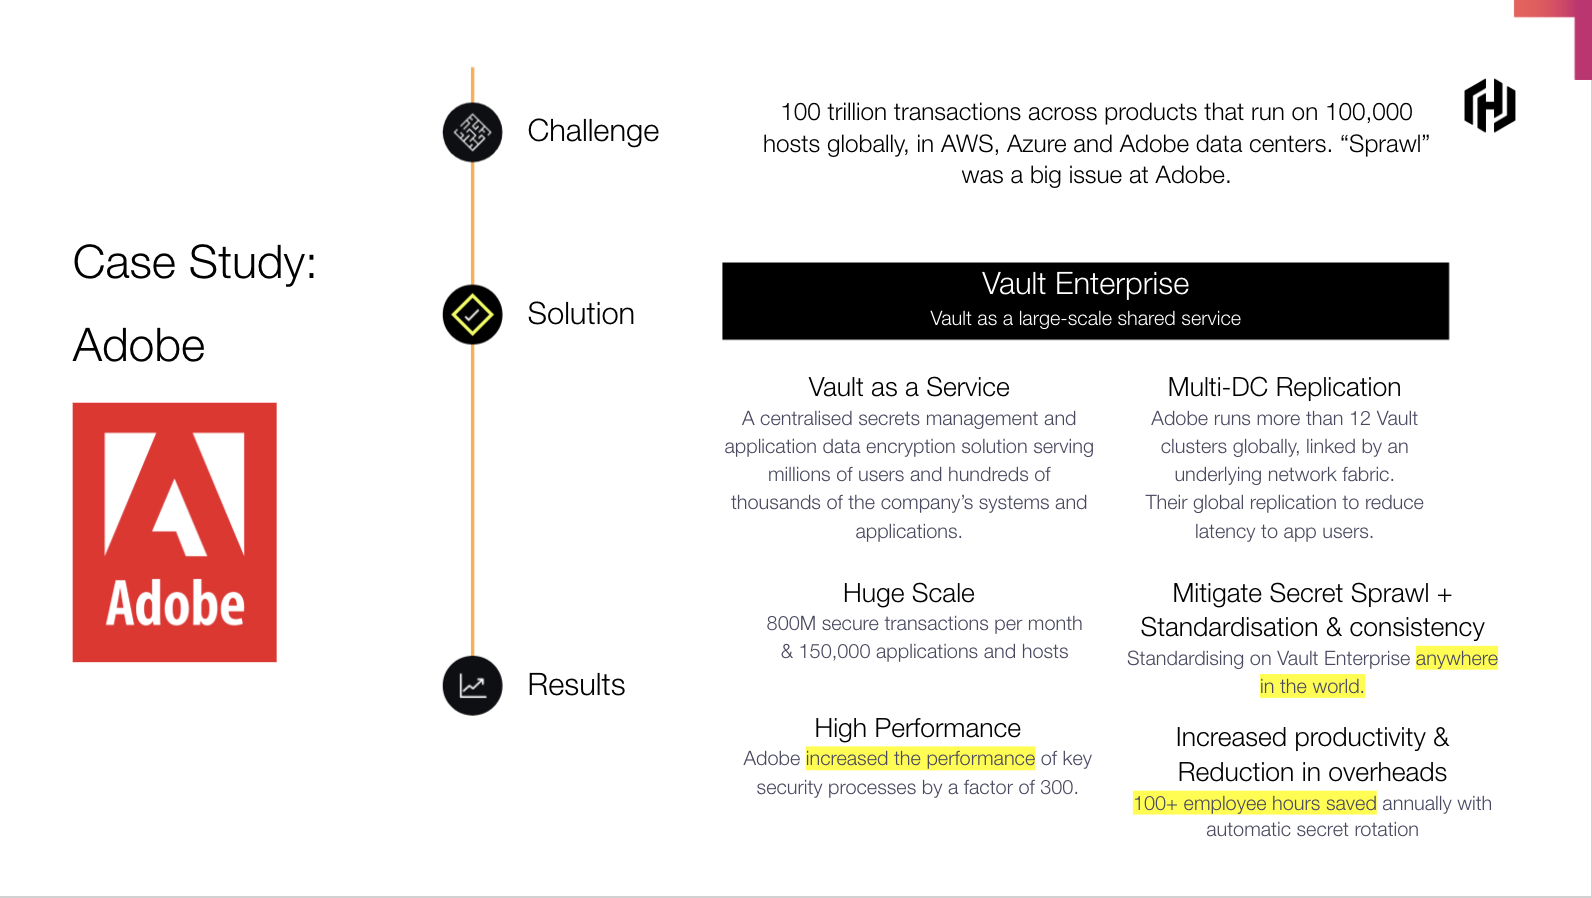 Case Study:
Adobe
Adobe
Challenge
100 trillion transactions across products that run on 100,000
hosts globally, in AWS, Azure and Adobe data centers. “Sprawl”
was a big issue at Adobe.
Solution
Vault Enterprise
Vault as a large-scale shared service
Vault as a Service
A centralised secrets management and
application data encryption solution serving
millions of users and hundreds of
thousands of the company’s systems and
applications.
Multi-DC Replication
Adobe runs more than 12 Vault
clusters globally, linked by an
underlying network fabric.
Their global replication to reduce
latency to app users.
Results
Huge Scale
800M secure transactions per month
& 150,000 applications and hosts
Mitigate Secret Sprawl +
Standardisation & consistency
Standardising on Vault Enterprise anywhere
in the world.
High Performance
Adobe increased the performance of key
security processes by a factor of 300.
Increased productivity &
Reduction in overheads
100+ employee hours saved annually with
automatic secret rotation